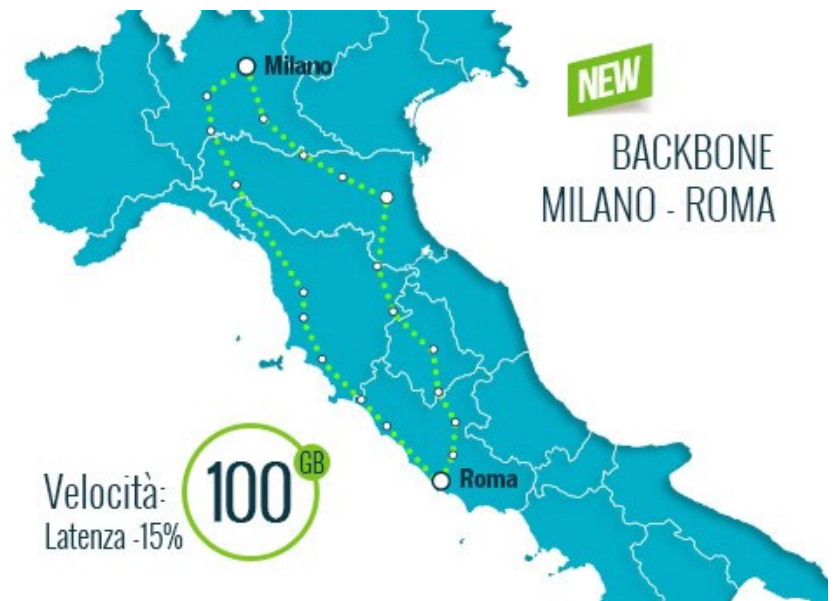 Milano
NEW
BACKBONE
MILANO - ROMA
Roma
Velocità:
100 GB
Latenza -15%